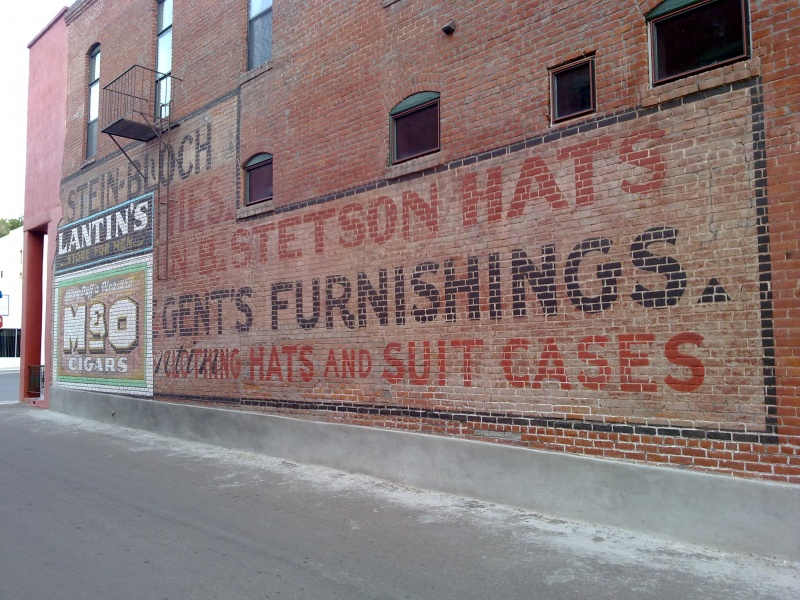 STEIN-BLOCH
LANTIN'S
STORE FOR MEN
M&O
CIGARS
J.B. STETSON HATS
GENT'S FURNISHINGS.
HATS AND SUIT CASES